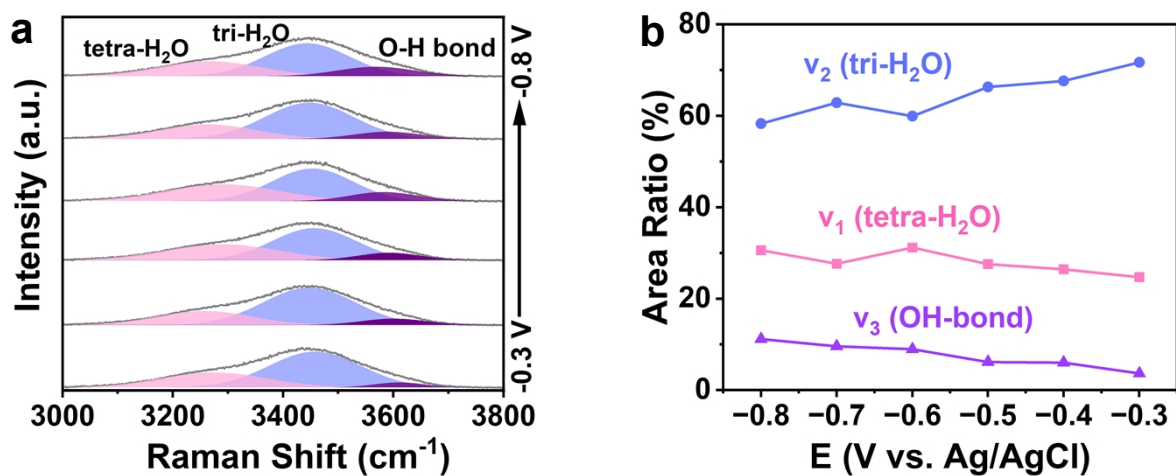 a
tetra-H₂O
tri-H₂O
O-H bond
Intensity (a.u.)
-0.3 V
-0.8 V
3000 3200 3400 3600 3800
Raman Shift (cm⁻¹)
b
80
60
40
20
0
Area Ratio (%)
v₂ (tri-H₂O)
v₁ (tetra-H₂O)
v₃ (OH-bond)
−0.8 −0.7 −0.6 −0.5 −0.4 −0.3
E (V vs. Ag/AgCl)